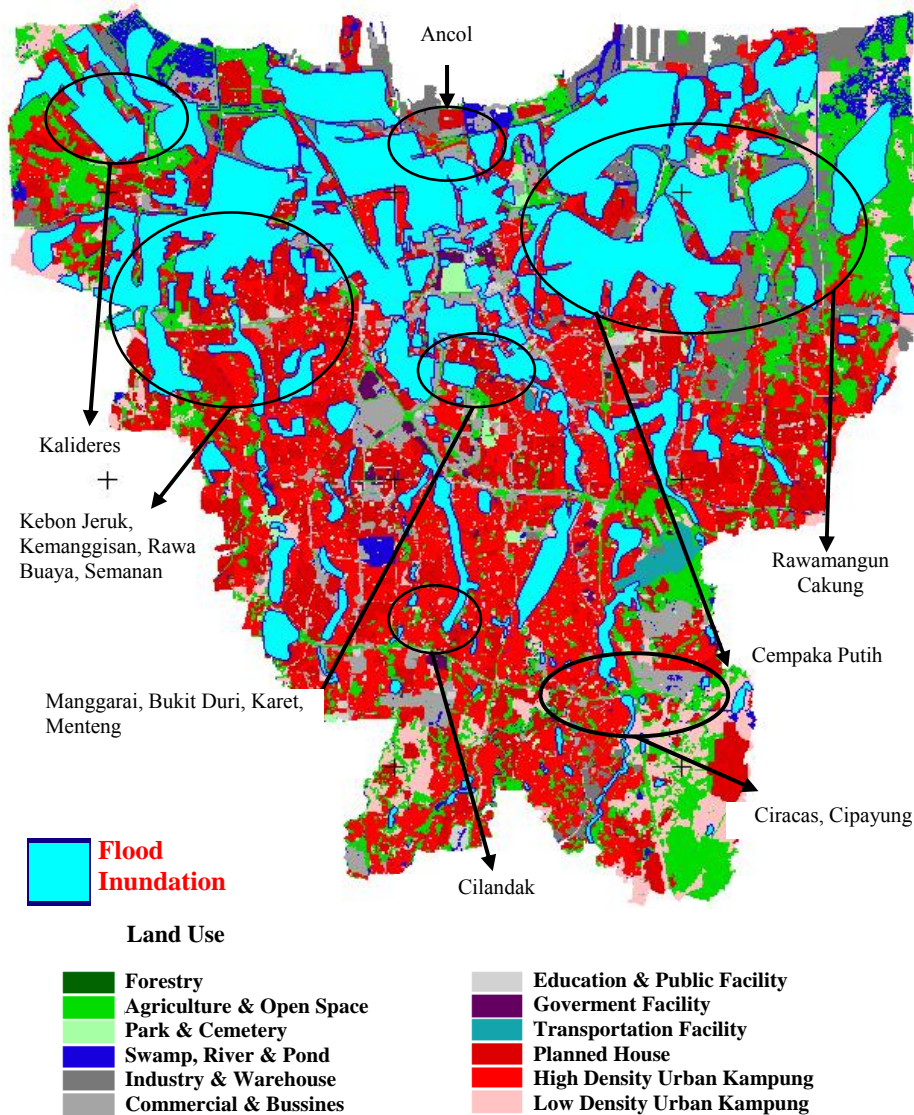 Ancol
Kalideres
Kebon Jeruk,
Kemanggisan, Rawa
Buaya, Semanan
Rawamangun
Cakung
Cempaka Putih
Manggarai, Bukit Duri, Karet,
Menteng
Ciracas, Cipayung
Cilandak
Flood
Inundation
Land Use
Forestry
Agriculture & Open Space
Park & Cemetery
Swamp, River & Pond
Industry & Warehouse
Commercial & Bussines
Education & Public Facility
Goverment Facility
Transportation Facility
Planned House
High Density Urban Kampung
Low Density Urban Kampung